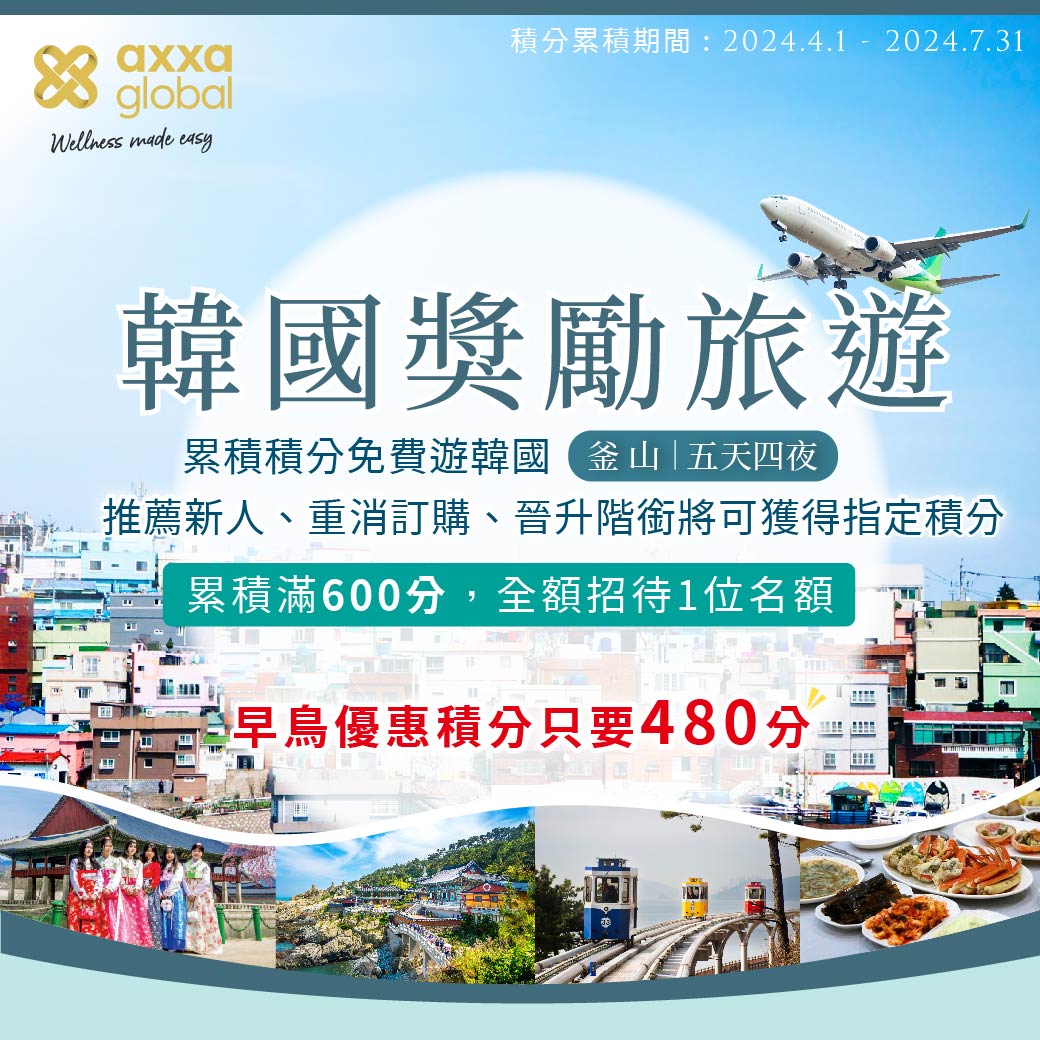 積分累積期間：2024.4.1 - 2024.7.31
axxa
global
Wellness made easy
韓國獎勵旅遊
累積積分免費遊韓國 釜山|五天四夜
推薦新人、重消訂購、晉升階銜將可獲得指定積分
累積滿600分，全額招待1位名額
早鳥優惠積分只要480分